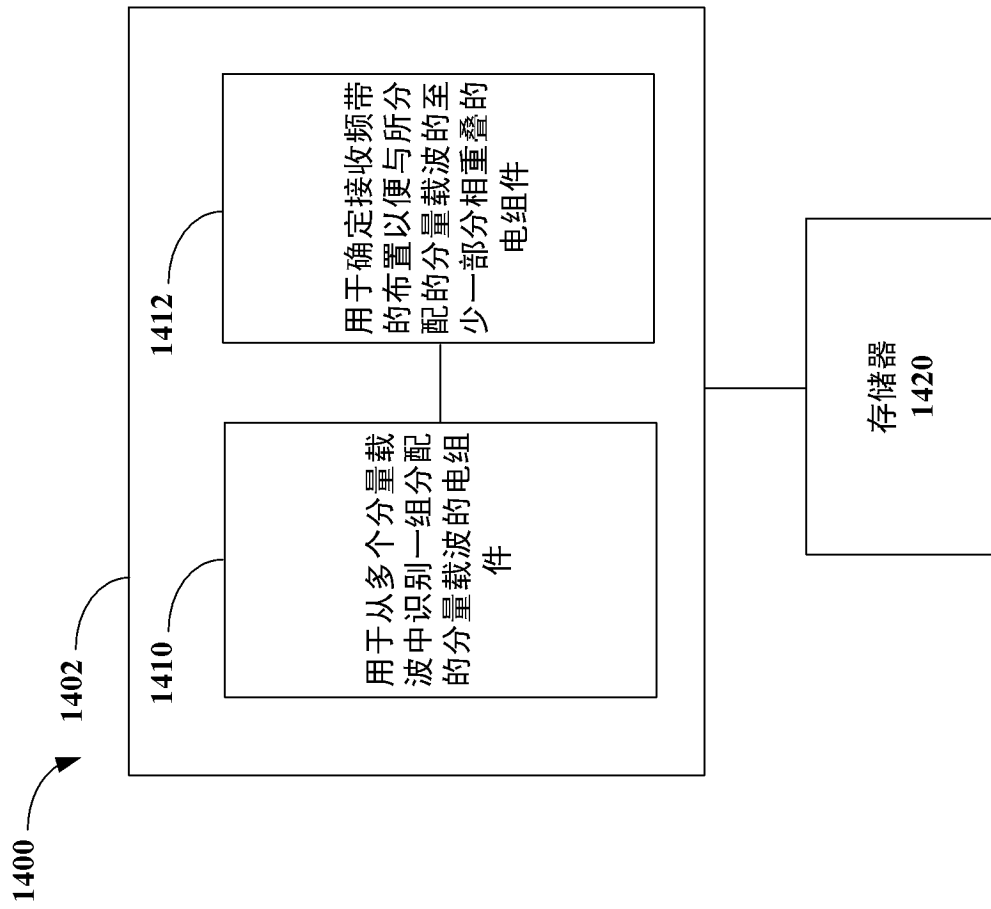 1400
1402
1410
用于从多个分量载
波中识别一组分配
的分量载波的电组
件
1412
用于确定接收频带
的布置以便与所分
配的分量载波的至
少一部分相重叠的
电组件
存储器
1420